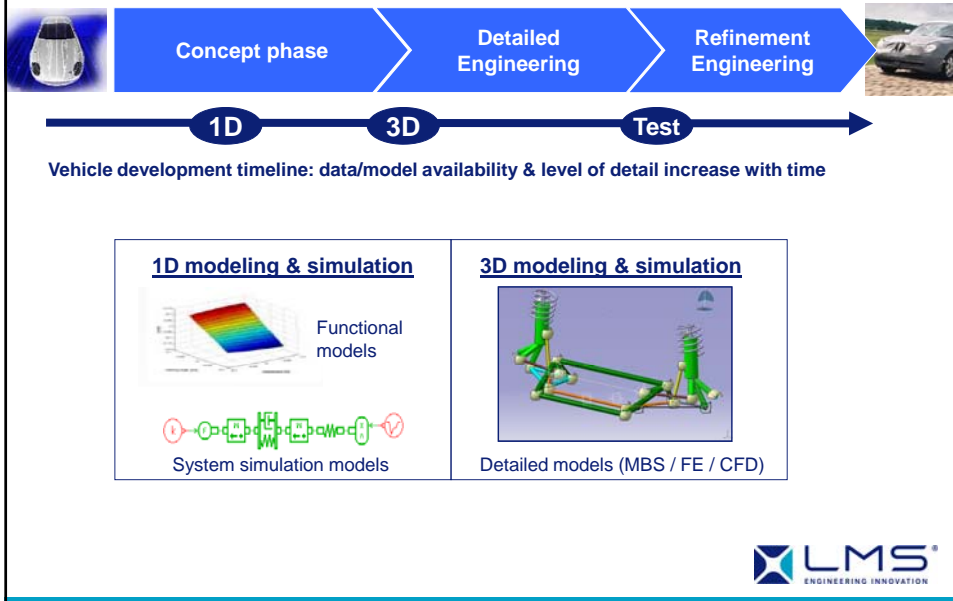 Concept phase
Detailed
Engineering
Refinement
Engineering
1D
3D
Test
Vehicle development timeline: data/model availability & level of detail increase with time
1D modeling & simulation
Functional
models
System simulation models
3D modeling & simulation
Detailed models (MBS / FE / CFD)
LMS®
ENGINEERING INNOVATION